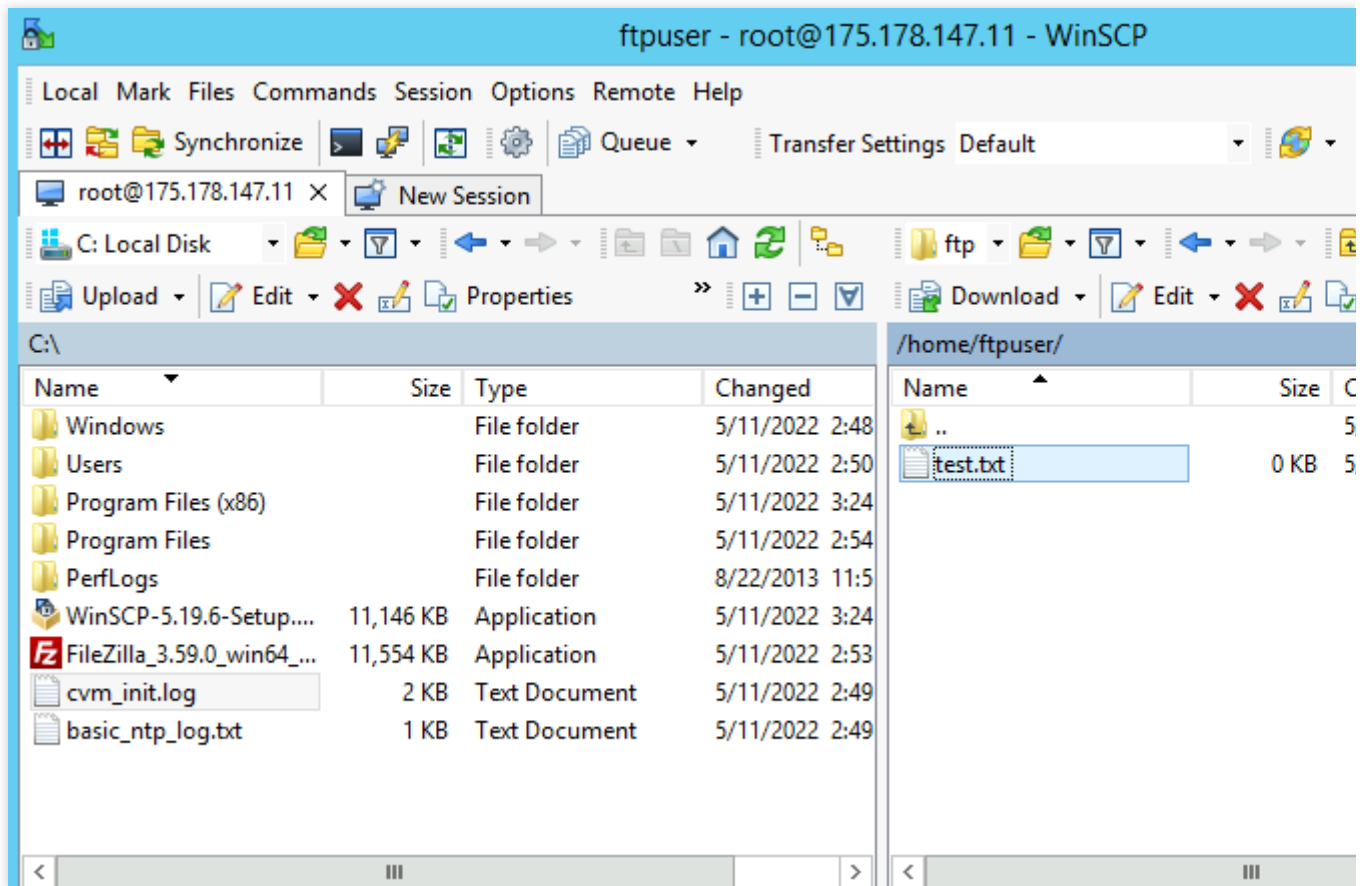 ftpuser - root@175.178.147.11 - WinSCP
Local Mark Files Commands Session Options Remote Help
Synchronize Queue Transfer Settings Default
root@175.178.147.11 New Session
C: Local Disk ftp
Upload Edit Properties Download Edit
C:\ /home/ftpuser/
Name Size Type Changed Name Size C
Windows File folder 5/11/2022 2:48 ..
Users File folder 5/11/2022 2:50 test.txt 0 KB
Program Files (x86) File folder 5/11/2022 3:24
Program Files File folder 5/11/2022 2:54
PerfLogs File folder 8/22/2013 11:5
WinSCP-5.19.6-Setup.... 11,146 KB Application 5/11/2022 3:24
FileZilla_3.59.0_win64_... 11,554 KB Application 5/11/2022 2:53
cvm_init.log 2 KB Text Document 5/11/2022 2:49
basic_ntp_log.txt 1 KB Text Document 5/11/2022 2:49